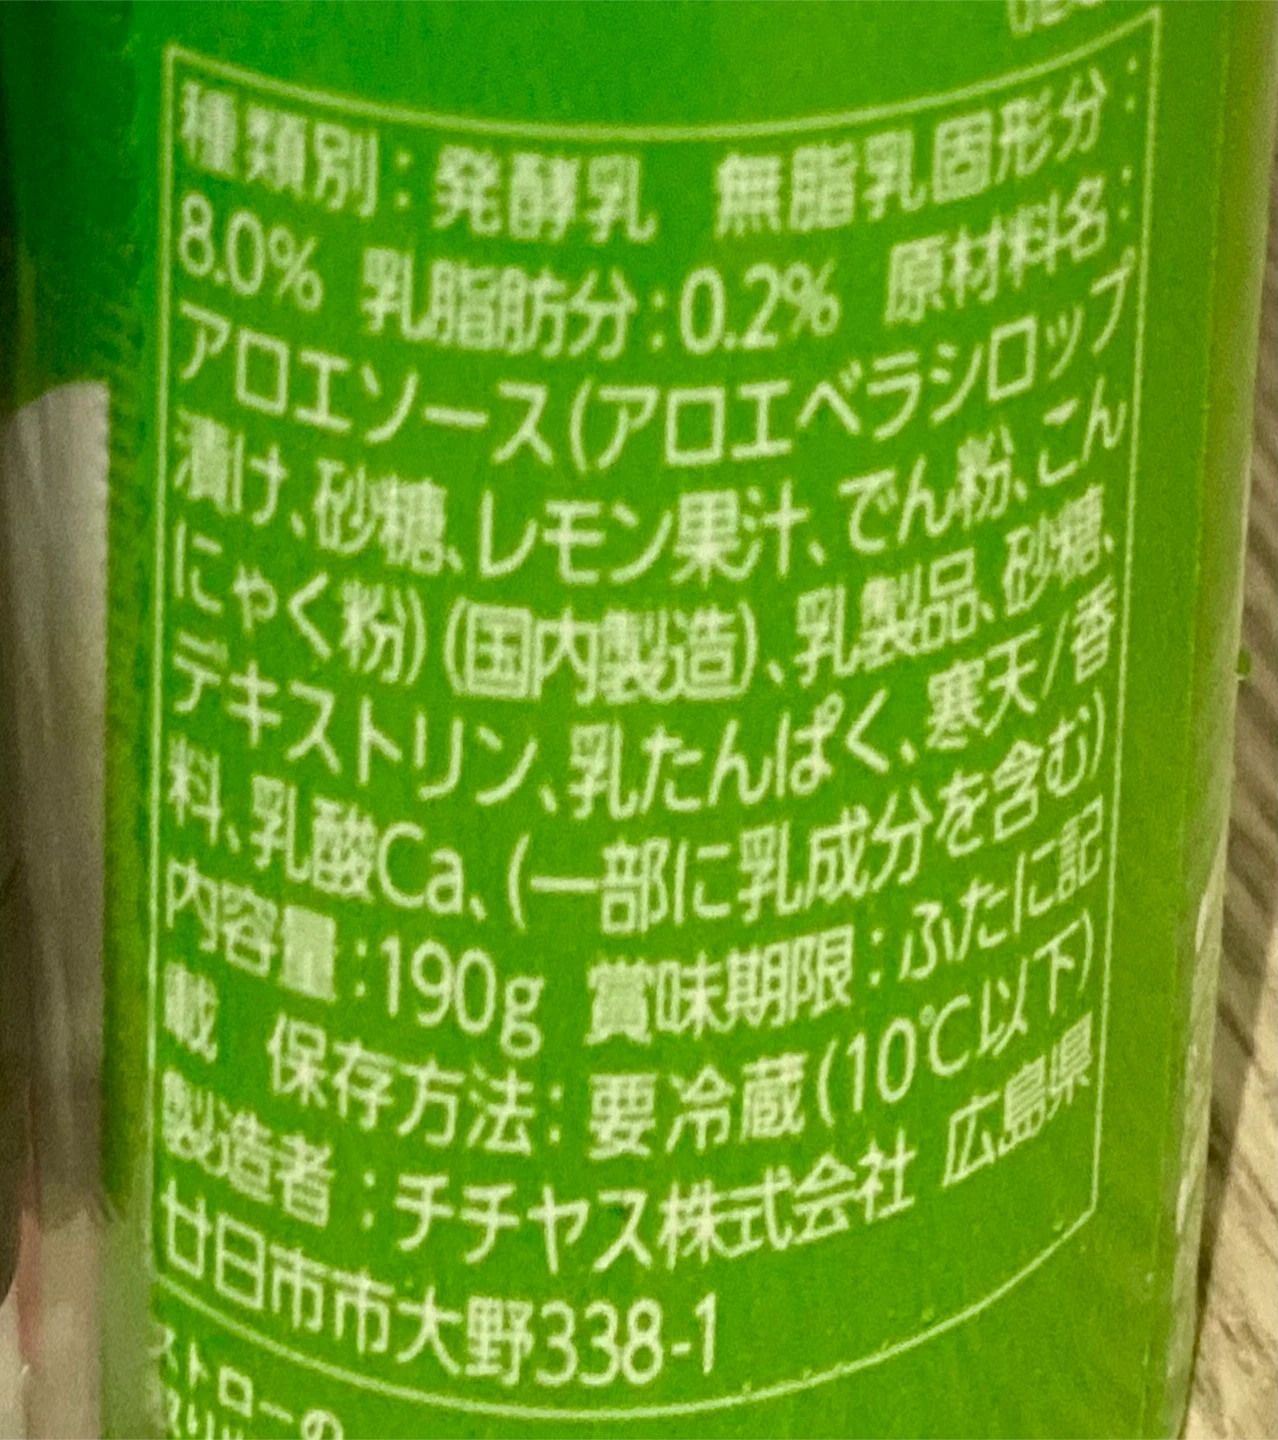 種類別：発酵乳　無脂乳固形分：
8.0%　乳脂肪分：0.2%　原材料名：
アロエソース(アロエベラシロップ
漬け、砂糖、レモン果汁、でん粉、こん
にゃく粉)(国内製造)、乳製品、砂糖、
デキストリン、乳たんぱく、寒天/香
料、乳酸Ca、(一部に乳成分を含む)
内容量：190g　賞味期限：ふたに記
載　保存方法：要冷蔵(10℃以下)
製造者：チチヤス株式会社　広島県
廿日市市大野338-1
ストローの